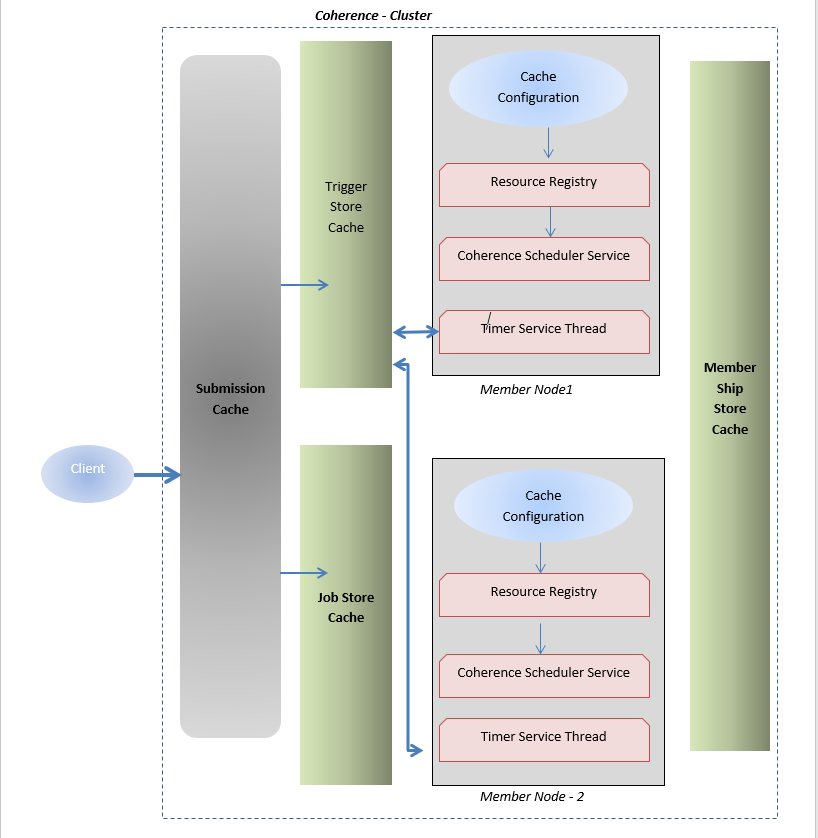 Coherence - Cluster
Cache
Configuration
Trigger
Store
Cache
Resource Registry
Coherence Scheduler Service
Timer Service Thread
Member Node1
Submission
Cache
Member
Ship
Store
Cache
Client
Cache
Configuration
Job Store
Cache
Resource Registry
Coherence Scheduler Service
Timer Service Thread
Member Node - 2